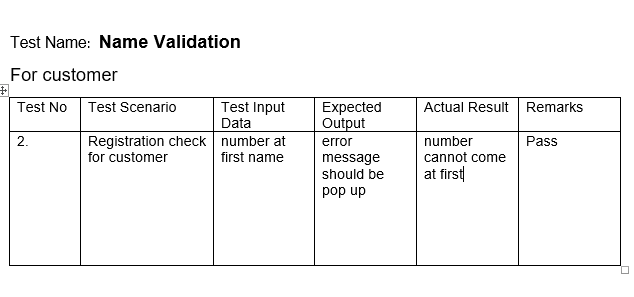 Test Name: Name Validation
For customer
Test No Test Scenario Test Input Data Expected Output Actual Result Remarks
2. Registration check for customer number at first name error message should be pop up number cannot come at first Pass